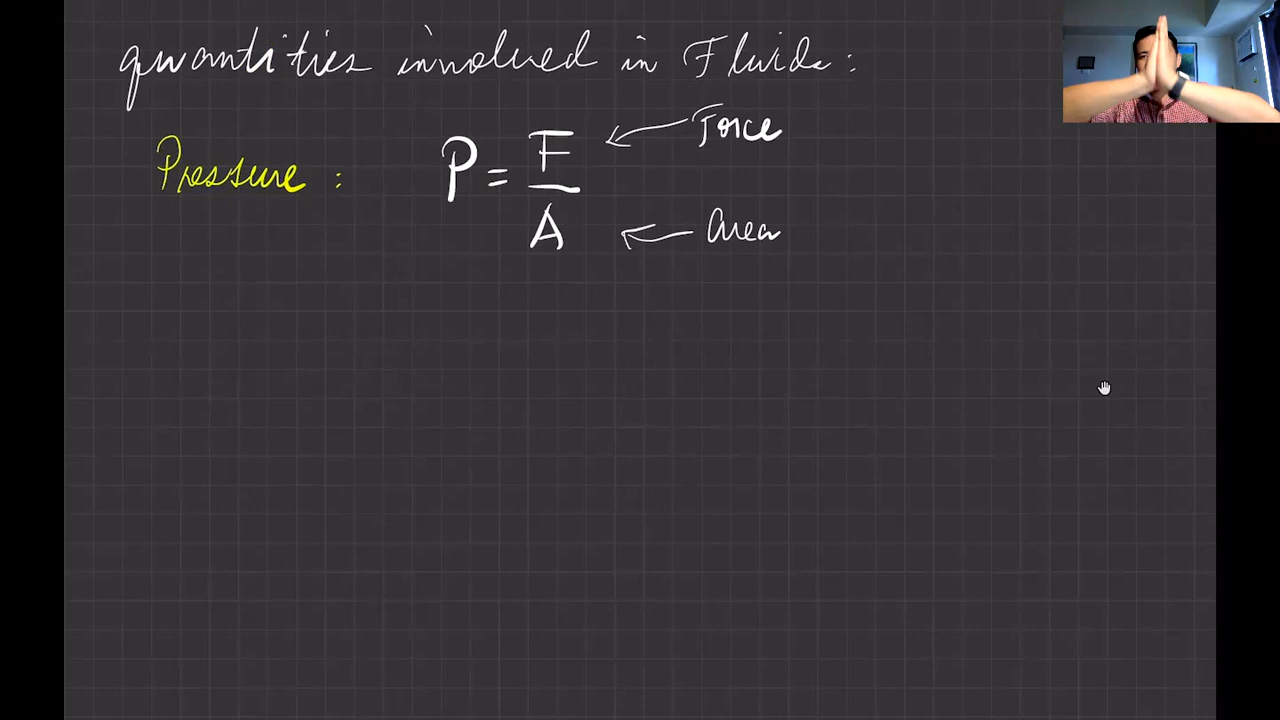 quantities involved in Fluids:
Pressure : P = F/A
Force
Area